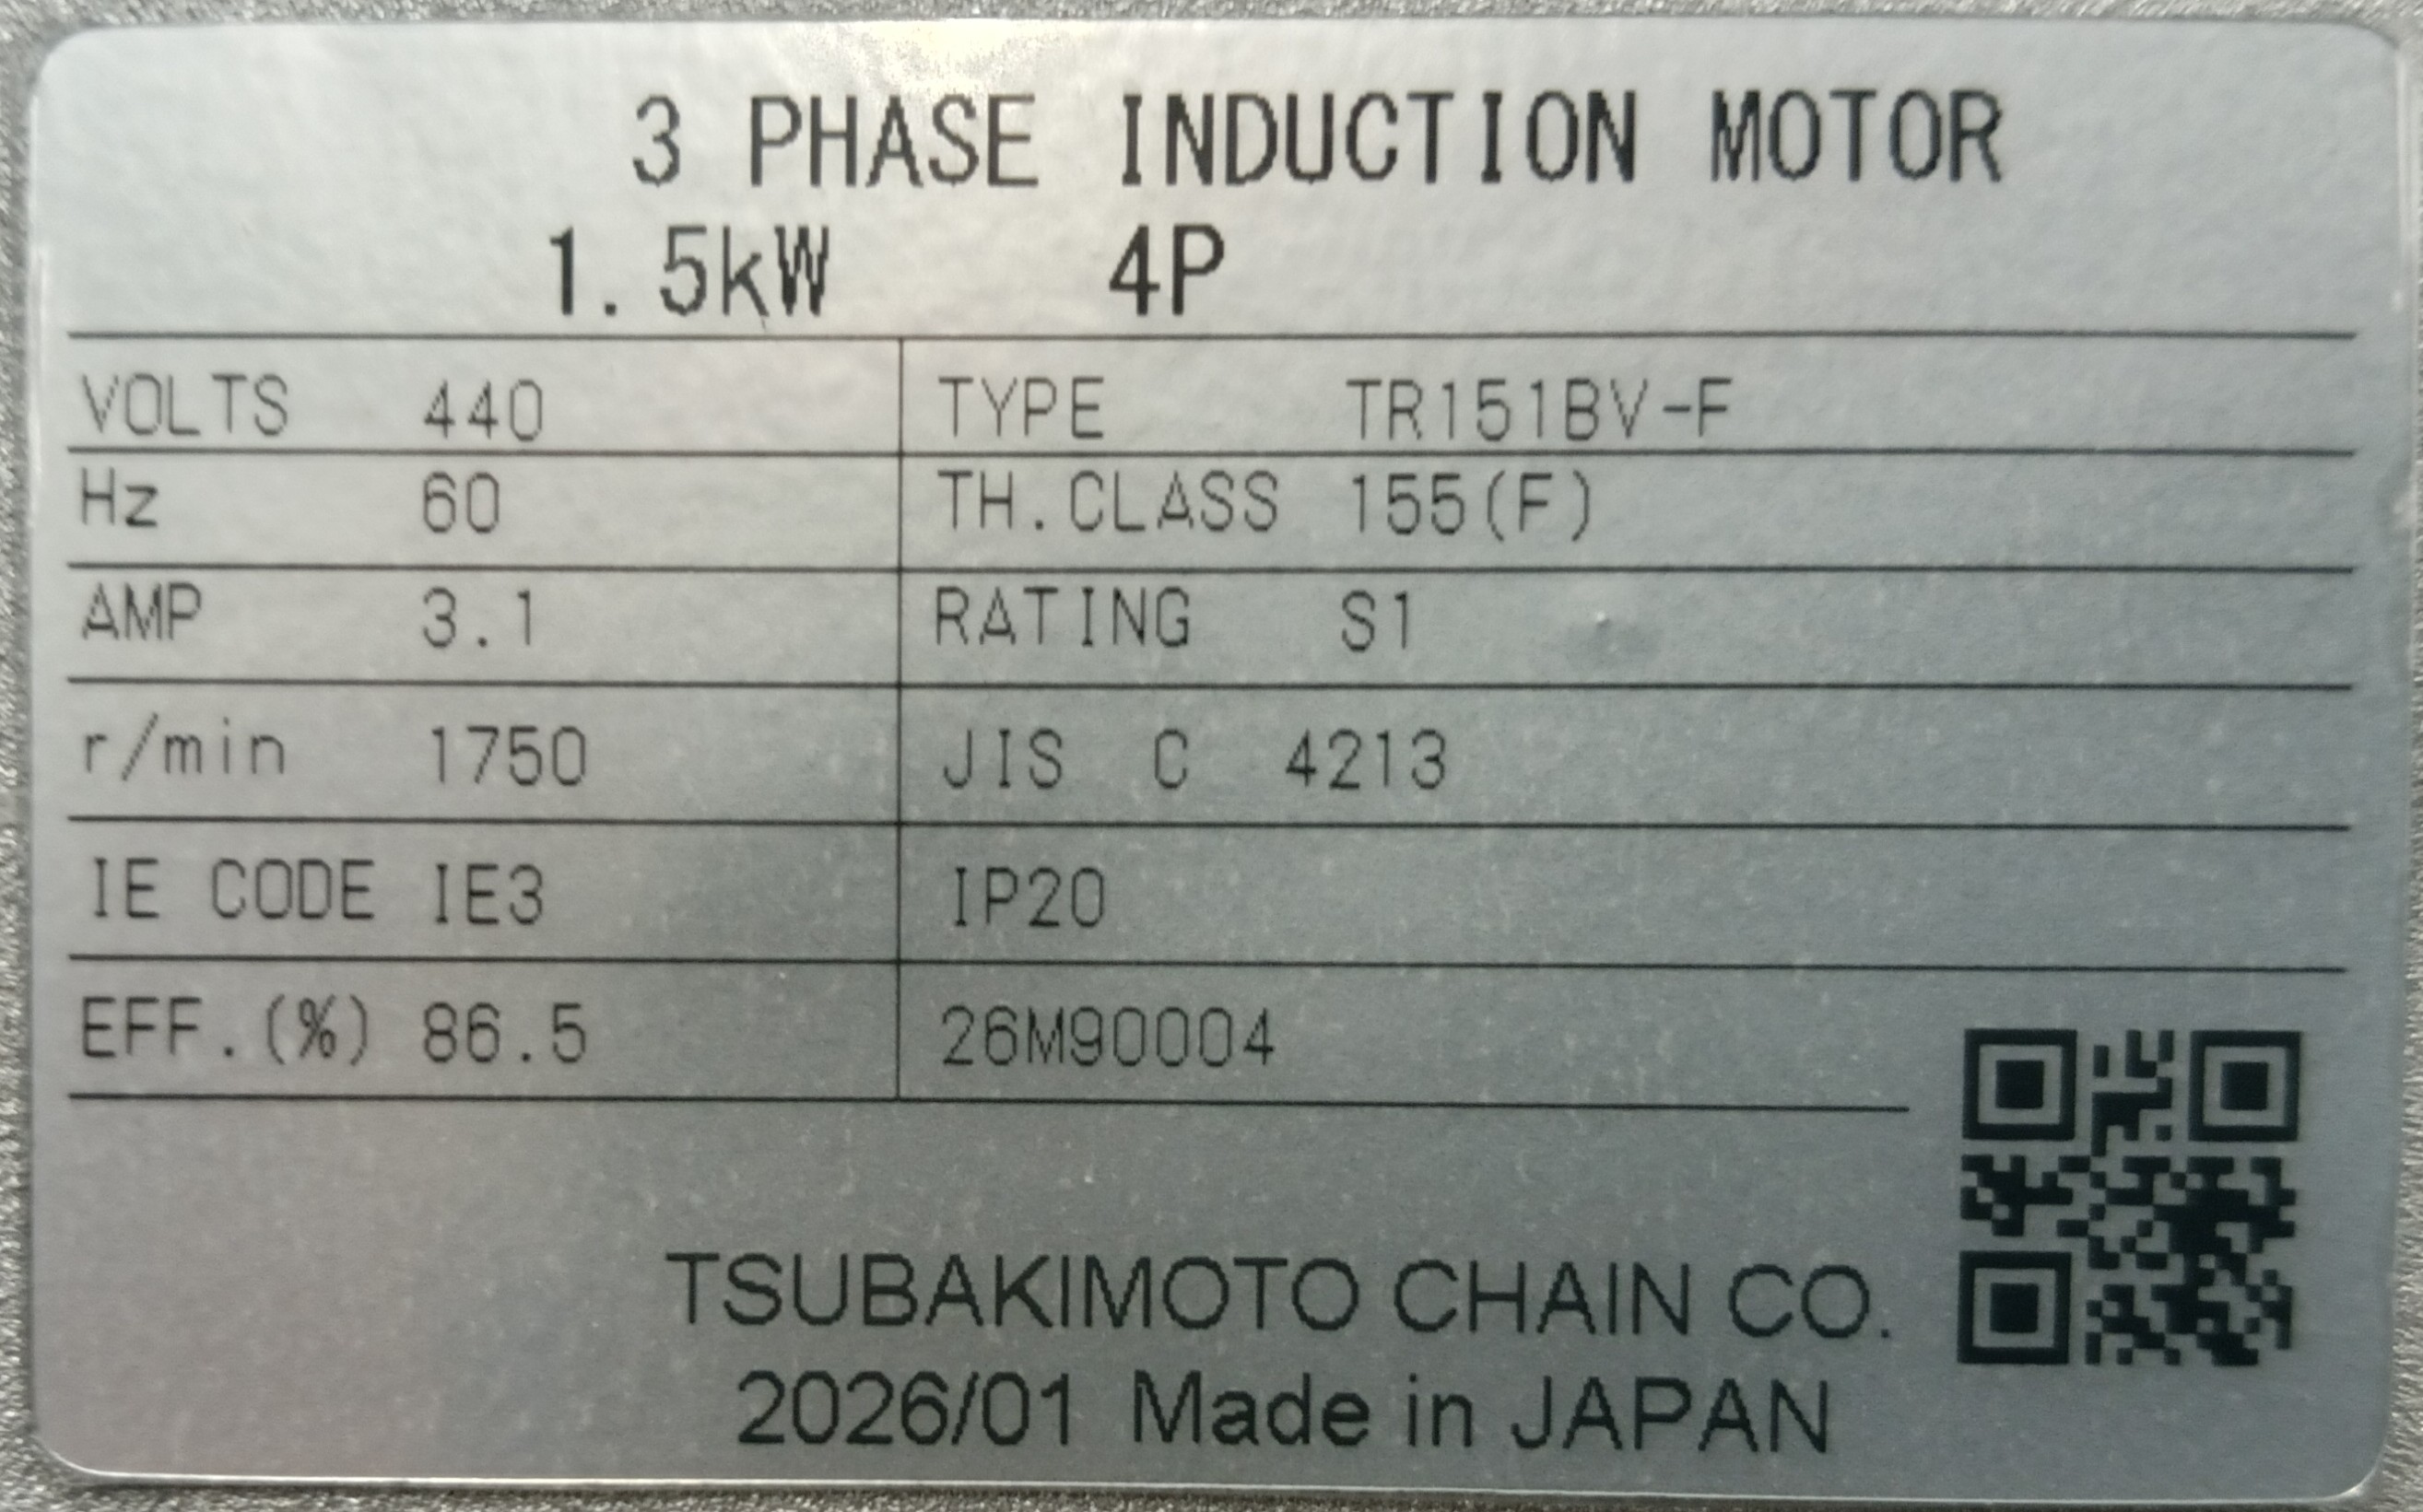 3 PHASE INDUCTION MOTOR
1.5kW 4P
VOLTS 440 TYPE TR151BV-F
Hz 60 TH.CLASS 155(F)
AMP 3.1 RATING S1
r/min 1750 JIS C 4213
IE CODE IE3 IP20
EFF.(%) 86.5 26M90004
TSUBAKIMOTO CHAIN CO.
2026/01 Made in JAPAN